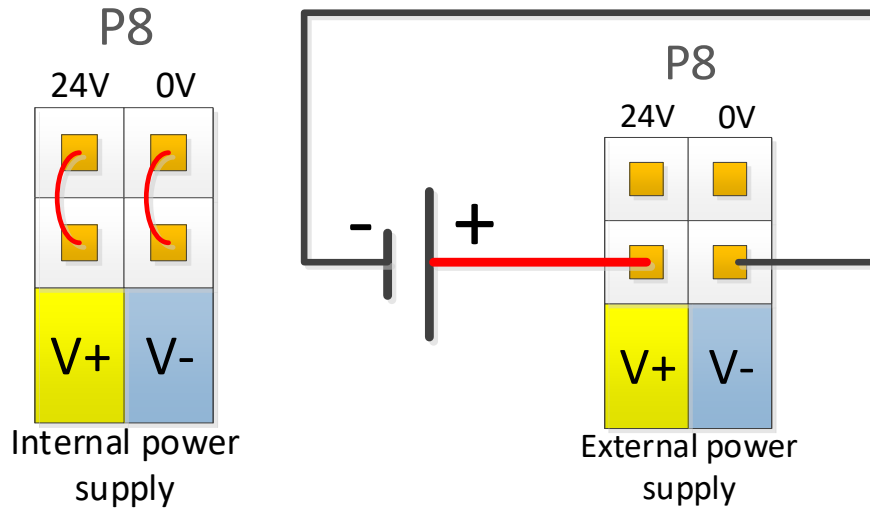 P8
24V 0V
V+ V-
Internal power
supply
- +
P8
24V 0V
V+ V-
External power
supply